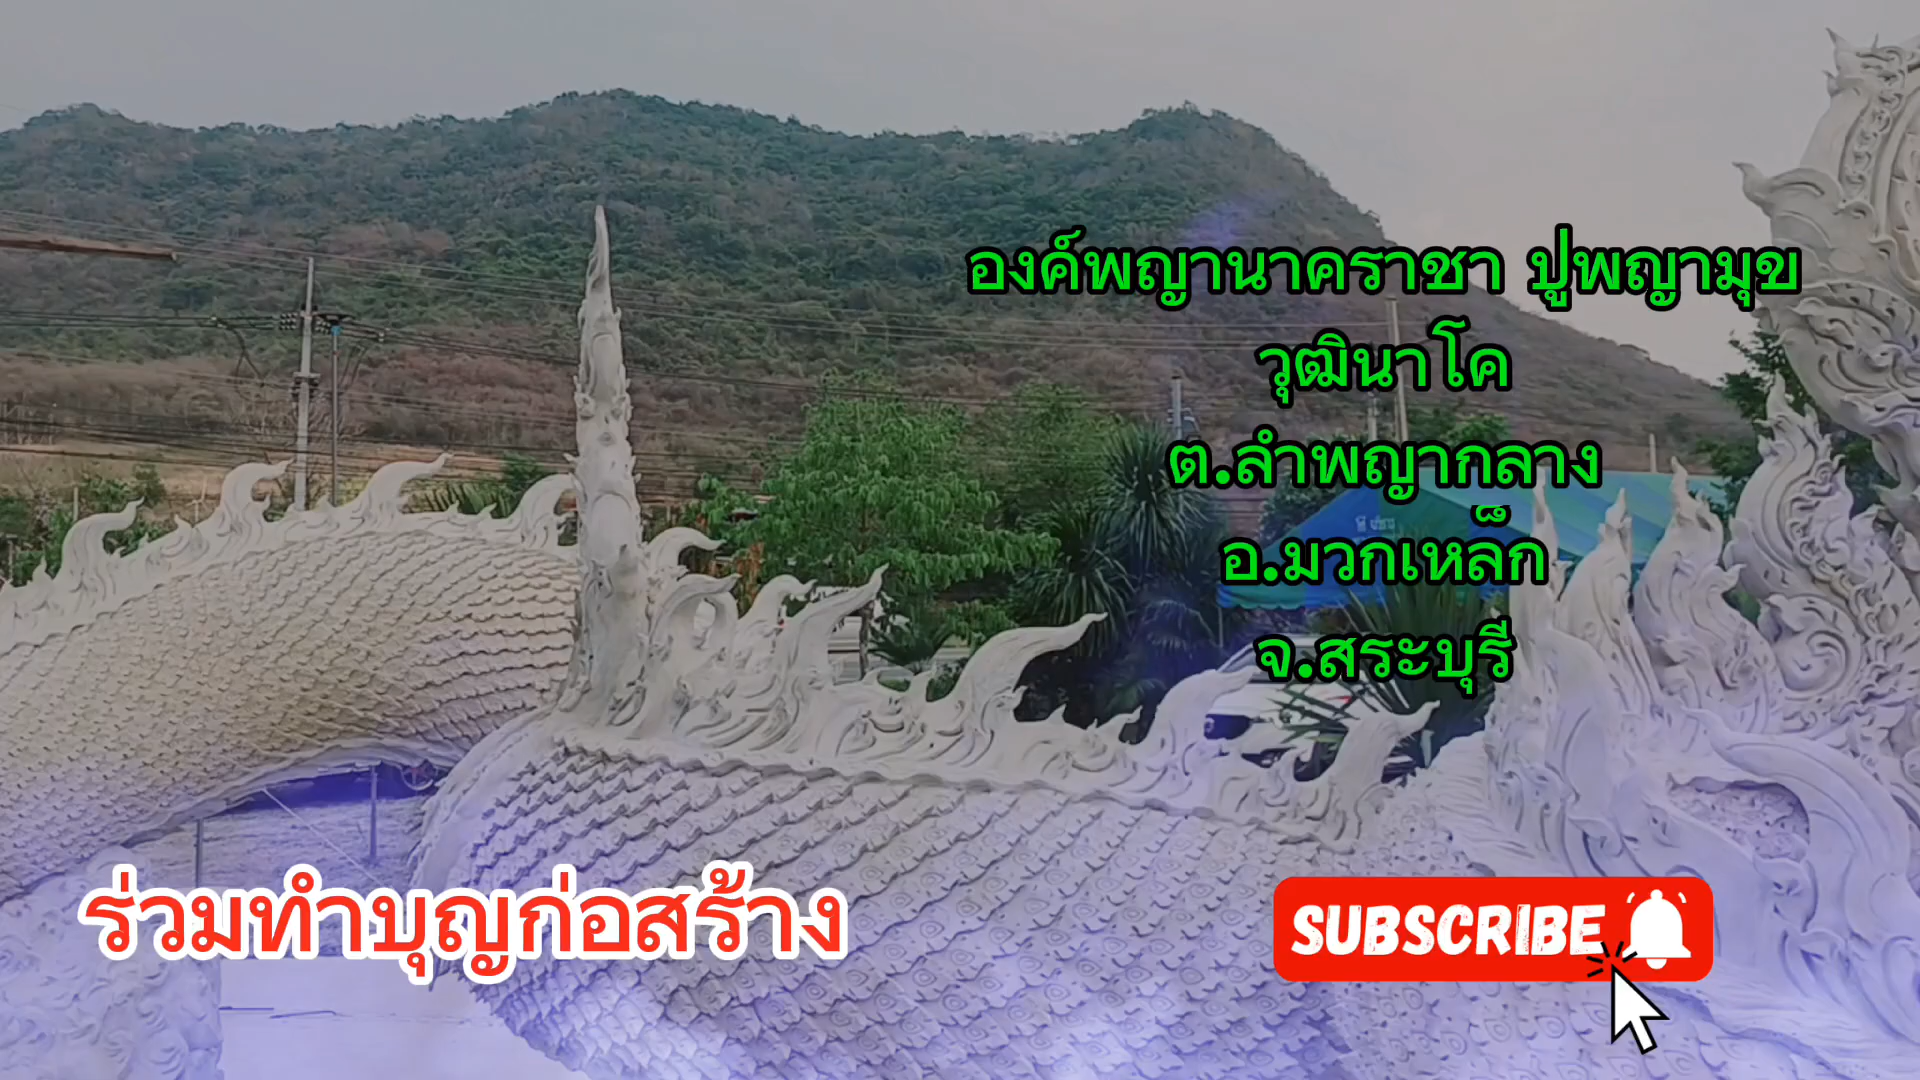 องค์พญานาคราชา ปู่พญามุข
วุฒินาโค
ต.ลำพญากลาง
อ.มวกเหล็ก
จ.สระบุรี
ร่วมทำบุญก่อสร้าง
SUBSCRIBE